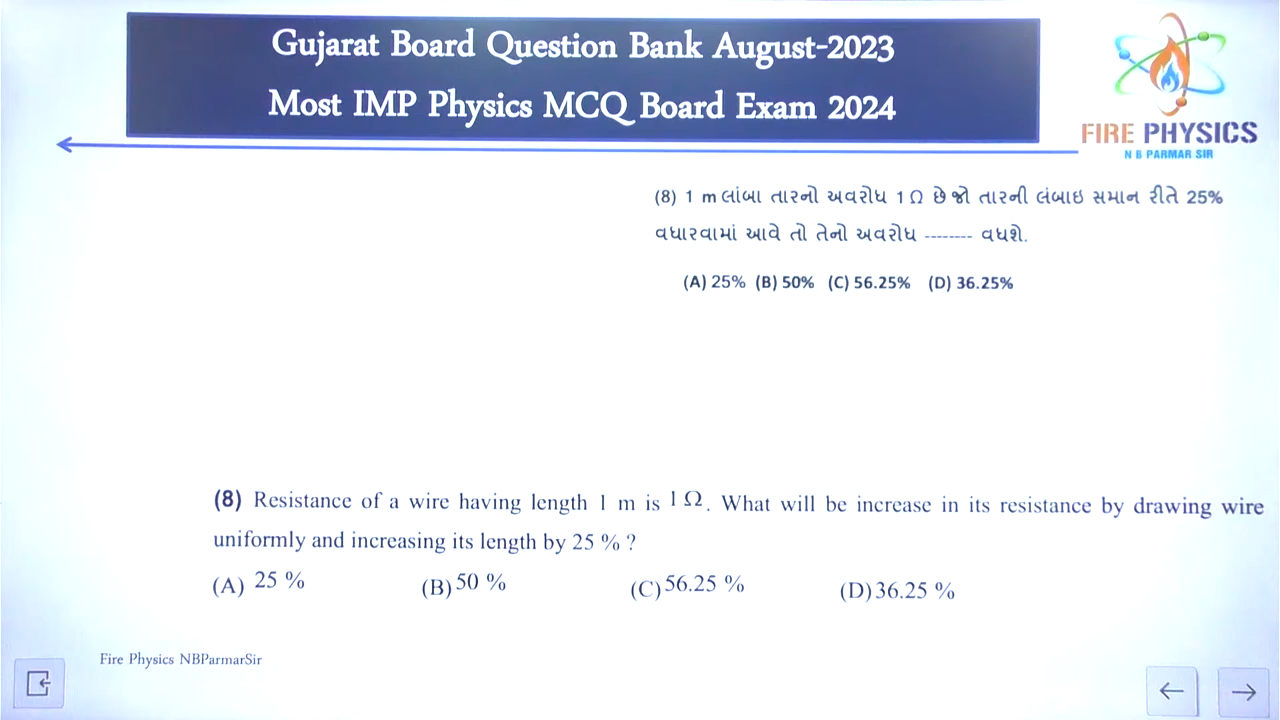 Gujarat Board Question Bank August-2023
Most IMP Physics MCQ Board Exam 2024
FIRE PHYSICS
N B PARMAR SIR
(8) 1 m લાંબા તારનો અવરોધ 1 Ω છે જો તારની લંબાઇ સમાન રીતે 25%
વધારવામાં આવે તો તેનો અવરોધ -------- વધશે.
(A) 25% (B) 50% (C) 56.25% (D) 36.25%
(8) Resistance of a wire having length 1 m is 1 Ω. What will be increase in its resistance by drawing wire
uniformly and increasing its length by 25 % ?
(A) 25 % (B) 50 % (C) 56.25 % (D) 36.25 %
Fire Physics NBParmarSir